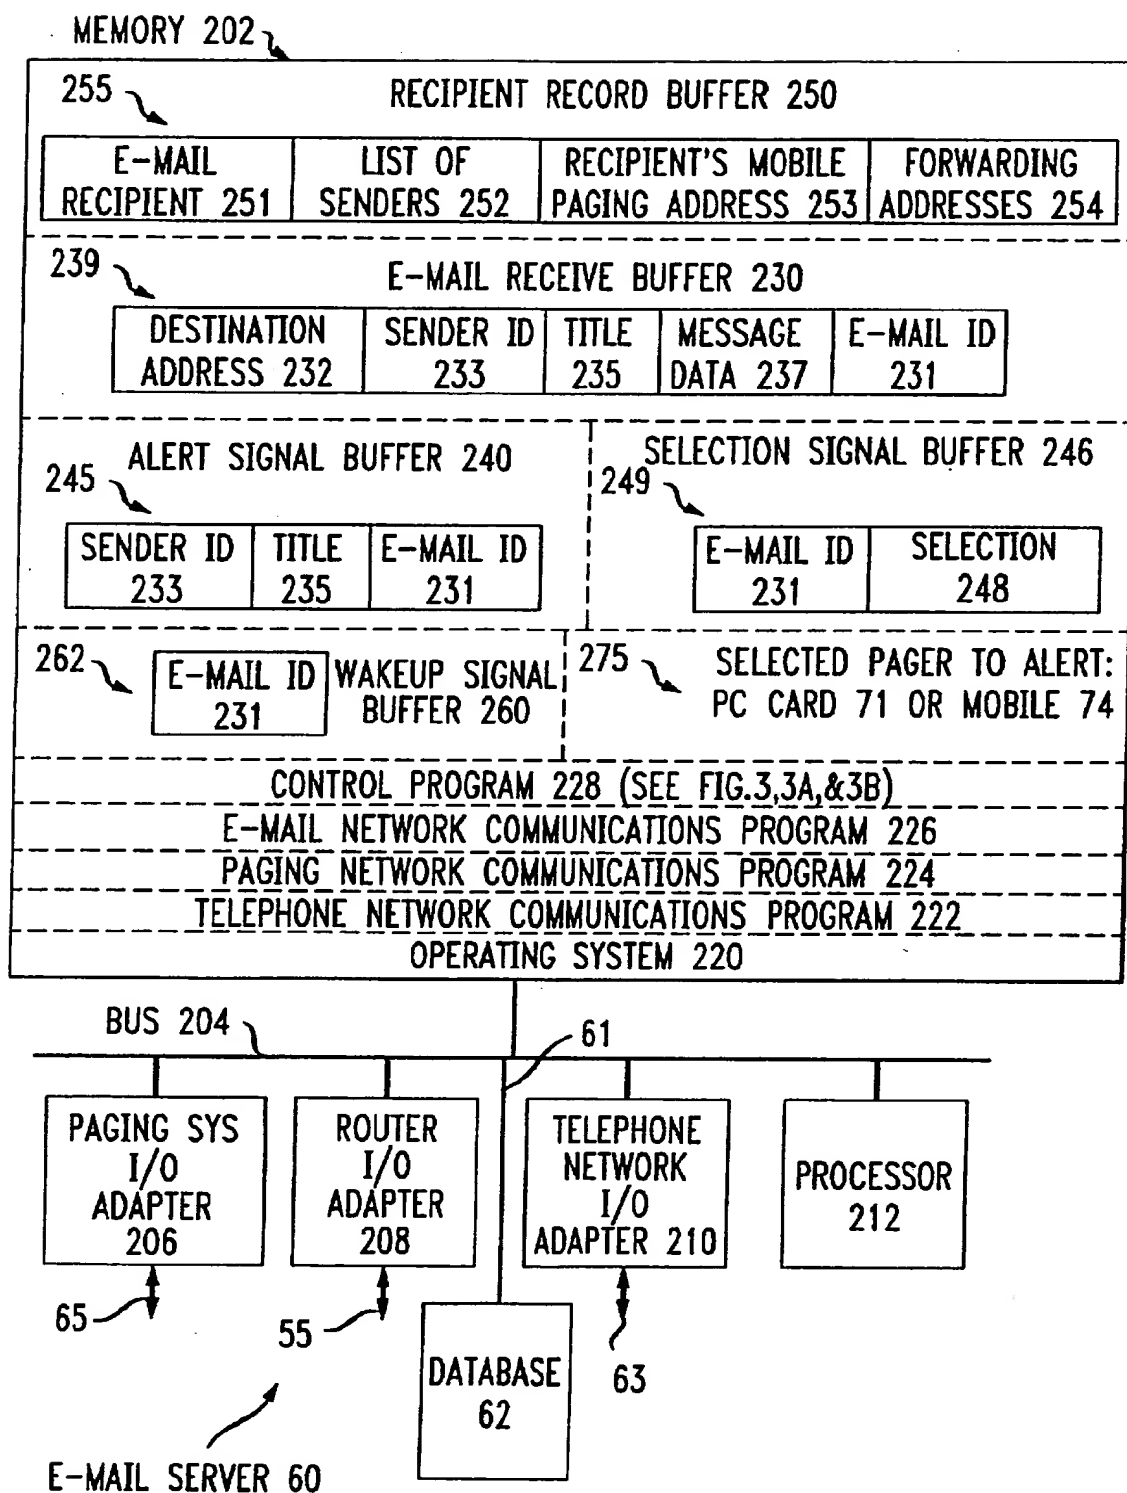 MEMORY 202
255
RECIPIENT RECORD BUFFER 250
E-MAIL
RECIPIENT 251
LIST OF
SENDERS 252
RECIPIENT'S MOBILE
PAGING ADDRESS 253
FORWARDING
ADDRESSES 254
239
E-MAIL RECEIVE BUFFER 230
DESTINATION
ADDRESS 232
SENDER ID
233
TITLE
235
MESSAGE
DATA 237
E-MAIL ID
231
ALERT SIGNAL BUFFER 240
245
SENDER ID
233
TITLE
235
E-MAIL ID
231
SELECTION SIGNAL BUFFER 246
249
E-MAIL ID
231
SELECTION
248
262
E-MAIL ID
231
WAKEUP SIGNAL
BUFFER 260
275
SELECTED PAGER TO ALERT:
PC CARD 71 OR MOBILE 74
CONTROL PROGRAM 228 (SEE FIG.3,3A,&3B)
E-MAIL NETWORK COMMUNICATIONS PROGRAM 226
PAGING NETWORK COMMUNICATIONS PROGRAM 224
TELEPHONE NETWORK COMMUNICATIONS PROGRAM 222
OPERATING SYSTEM 220
BUS 204
61
PAGING SYS
I/O
ADAPTER
206
ROUTER
I/O
ADAPTER
208
TELEPHONE
NETWORK
I/O
ADAPTER 210
PROCESSOR
212
65
55
63
DATABASE
62
E-MAIL SERVER 60